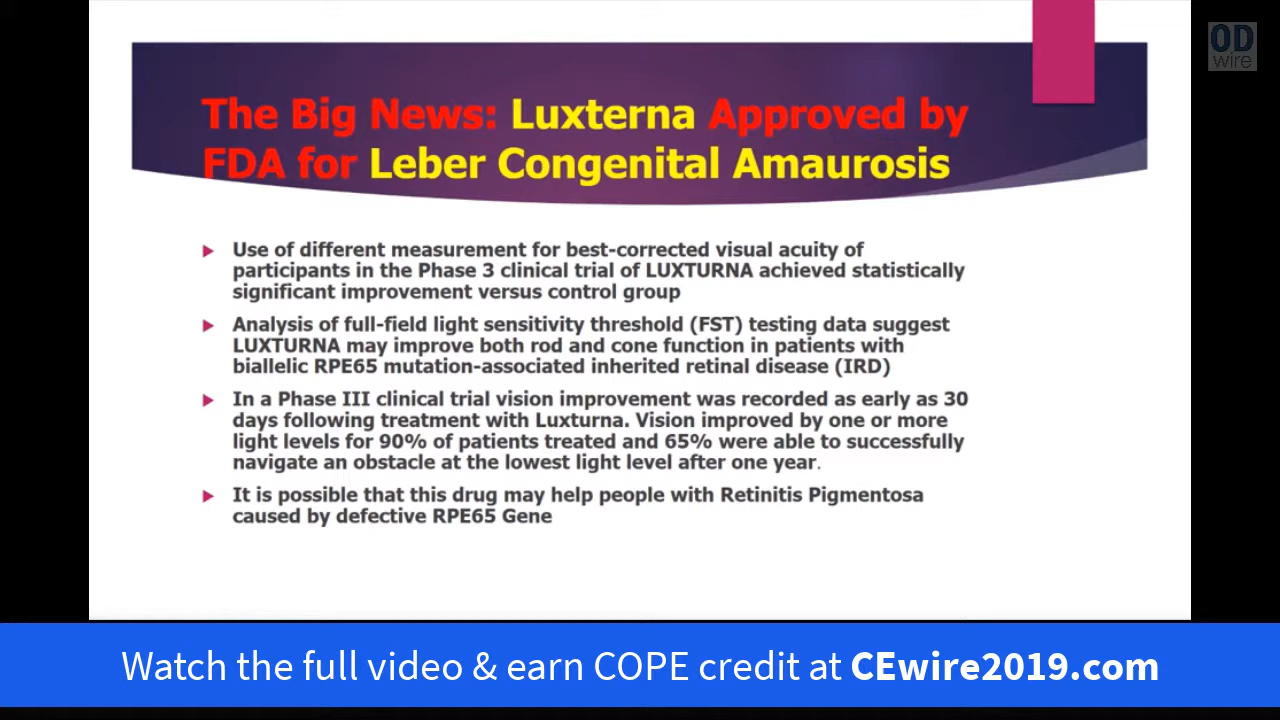 OD
wire
The Big News: Luxterna Approved by
FDA for Leber Congenital Amaurosis
Use of different measurement for best-corrected visual acuity of
participants in the Phase 3 clinical trial of LUXTURNA achieved statistically
significant improvement versus control group
Analysis of full-field light sensitivity threshold (FST) testing data suggest
LUXTURNA may improve both rod and cone function in patients with
biallelic RPE65 mutation-associated inherited retinal disease (IRD)
In a Phase III clinical trial vision improvement was recorded as early as 30
days following treatment with Luxturna. Vision improved by one or more
light levels for 90% of patients treated and 65% were able to successfully
navigate an obstacle at the lowest light level after one year.
It is possible that this drug may help people with Retinitis Pigmentosa
caused by defective RPE65 Gene
Watch the full video & earn COPE credit at CEwire2019.com